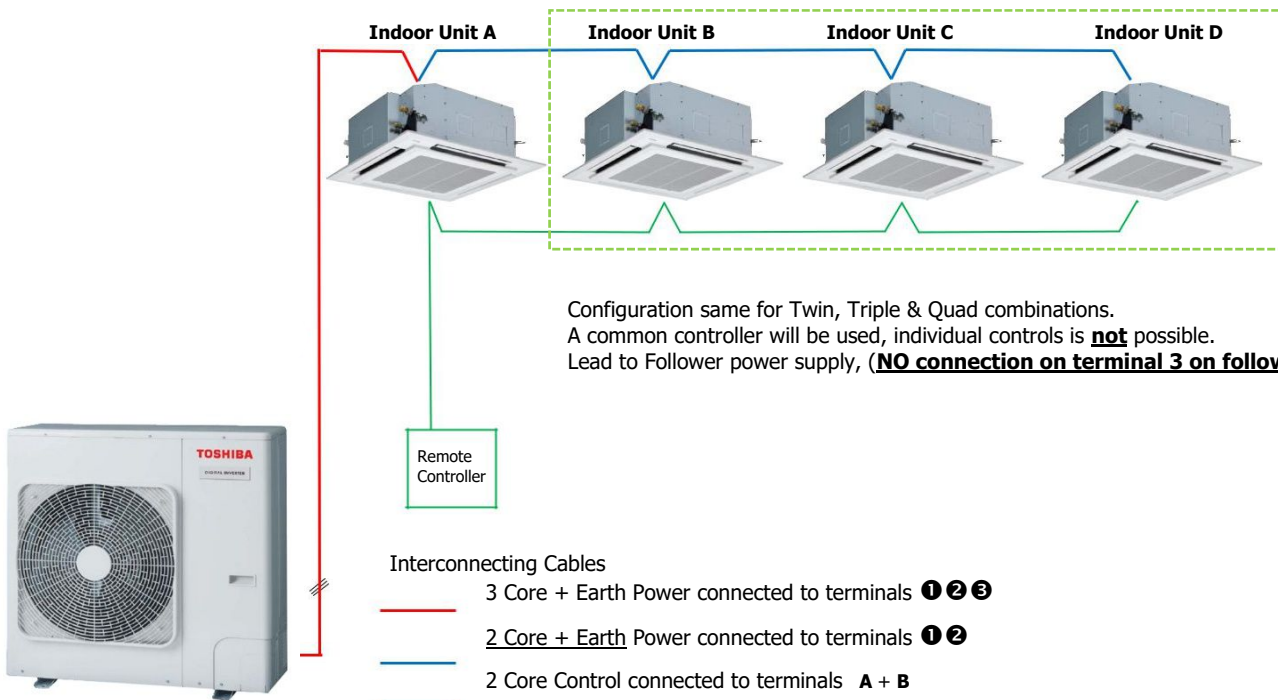 Indoor Unit A
Indoor Unit B
Indoor Unit C
Indoor Unit D
Configuration same for Twin, Triple & Quad combinations.
A common controller will be used, individual controls is not possible.
Lead to Follower power supply, (NO connection on terminal 3 on follow
Remote
Controller
TOSHIBA
DIGITAL INVERTER
Interconnecting Cables
3 Core + Earth Power connected to terminals ❶❷❸
2 Core + Earth Power connected to terminals ❶❷
2 Core Control connected to terminals A + B